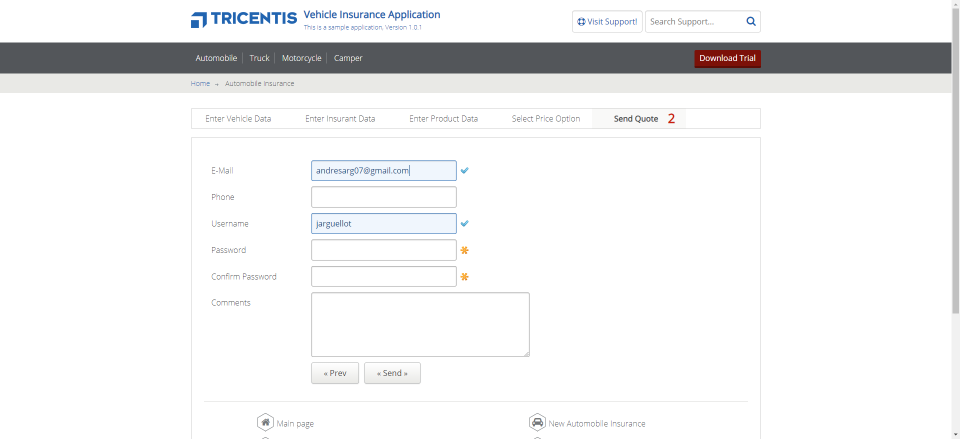 TRICENTIS
Vehicle Insurance Application
This is a sample application. Version 1.0.1
Visit Support!
Search Support...
Automobile
Truck
Motorcycle
Camper
Download Trial
Home → Automobile Insurance
Enter Vehicle Data
Enter Insurant Data
Enter Product Data
Select Price Option
Send Quote 2
E-Mail
andresarg07@gmail.com
Phone
Username
jarguellot
Password
Confirm Password
Comments
« Prev
« Send »
Main page
New Automobile Insurance